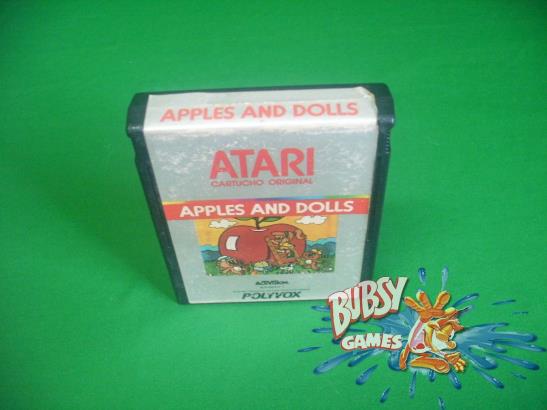 APPLES AND DOLLS
ATARI
CARTUCHO ORIGINAL
APPLES AND DOLLS
ACTIVISION
POLYVOX
BUBSY
GAMES